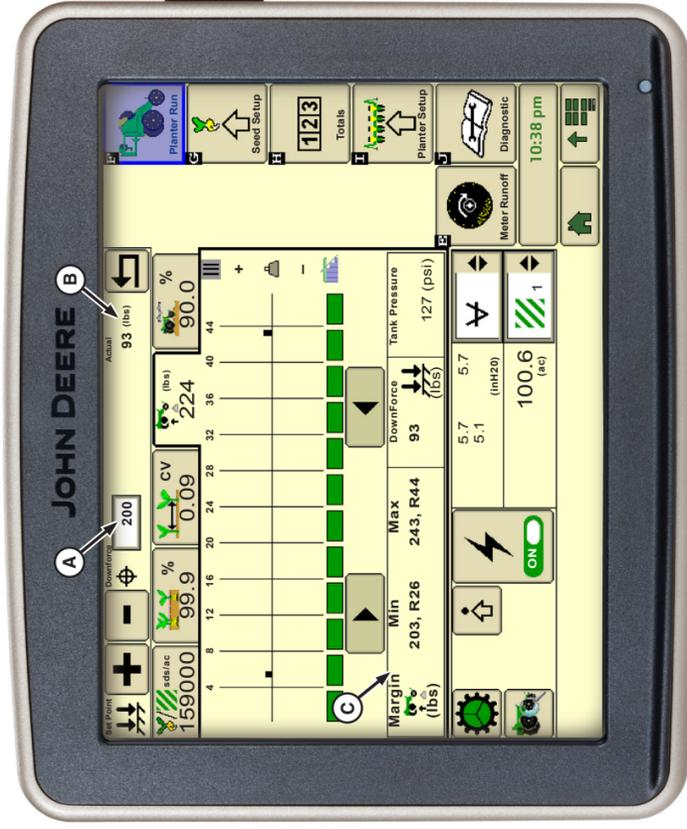 JOHN DEERE
A
B
Set Point
Downforce
200
Actual
93 (lbs)
159000
sds/ac
99.9
%
0.09
CV
224
(lbs)
90.0
%
4
8
12
16
20
24
28
32
36
40
44
+
−
C
Margin
(lbs)
Min
203, R26
Max
243, R44
DownForce
93
(lbs)
Tank Pressure
127 (psi)
ON
5.7
5.1
5.7
(inH20)
100.6
(ac)
1
F
Planter Run
G
Seed Setup
H
123
Totals
I
Planter Setup
J
Diagnostic
E
Meter Runoff
10:38 pm